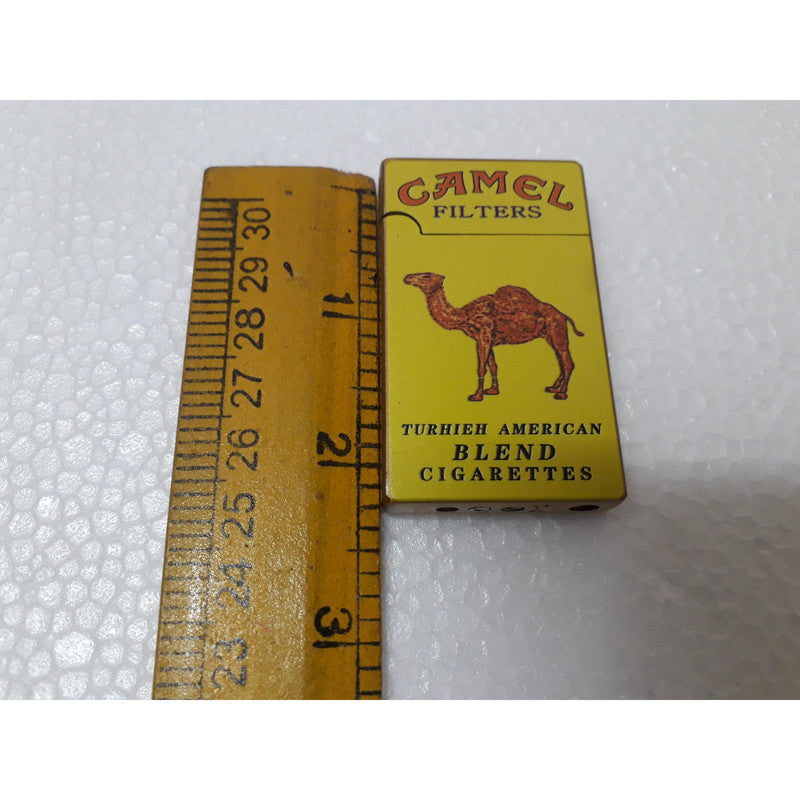 CAMEL
FILTERS
TURHIEH AMERICAN
BLEND
CIGARETTES
30
29
28
27
26
25
24
23
1
2
3